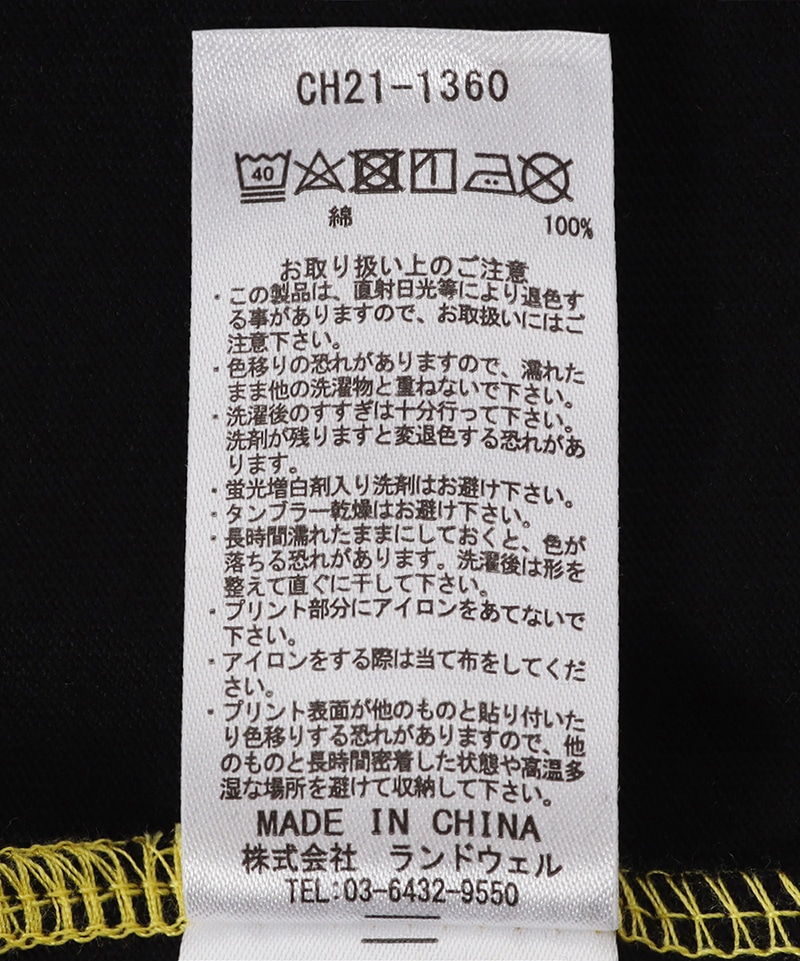 CH21-1360
40
綿
100%
お取り扱い上のご注意
・この製品は、直射日光等により退色す
る事がありますので、お取扱いにはご
注意下さい。
・色移りの恐れがありますので、濡れた
まま他の洗濯物と重ねないで下さい。
・洗濯後のすすぎは十分行って下さい。
洗剤が残りますと変退色する恐れがあ
ります。
・蛍光増白剤入り洗剤はお避け下さい。
・タンブラー乾燥はお避け下さい。
・長時間濡れたままにしておくと、色が
落ちる恐れがあります。洗濯後は形を
整えて直ぐに干して下さい。
・プリント部分にアイロンをあてないで
下さい。
・アイロンをする際は当て布をしてくだ
さい。
・プリント表面が他のものと貼り付いた
り色移りする恐れがありますので、他
のものと長時間密着した状態や高温多
湿な場所を避けて収納して下さい。
MADE IN CHINA
株式会社 ランドウェル
TEL:03-6432-9550